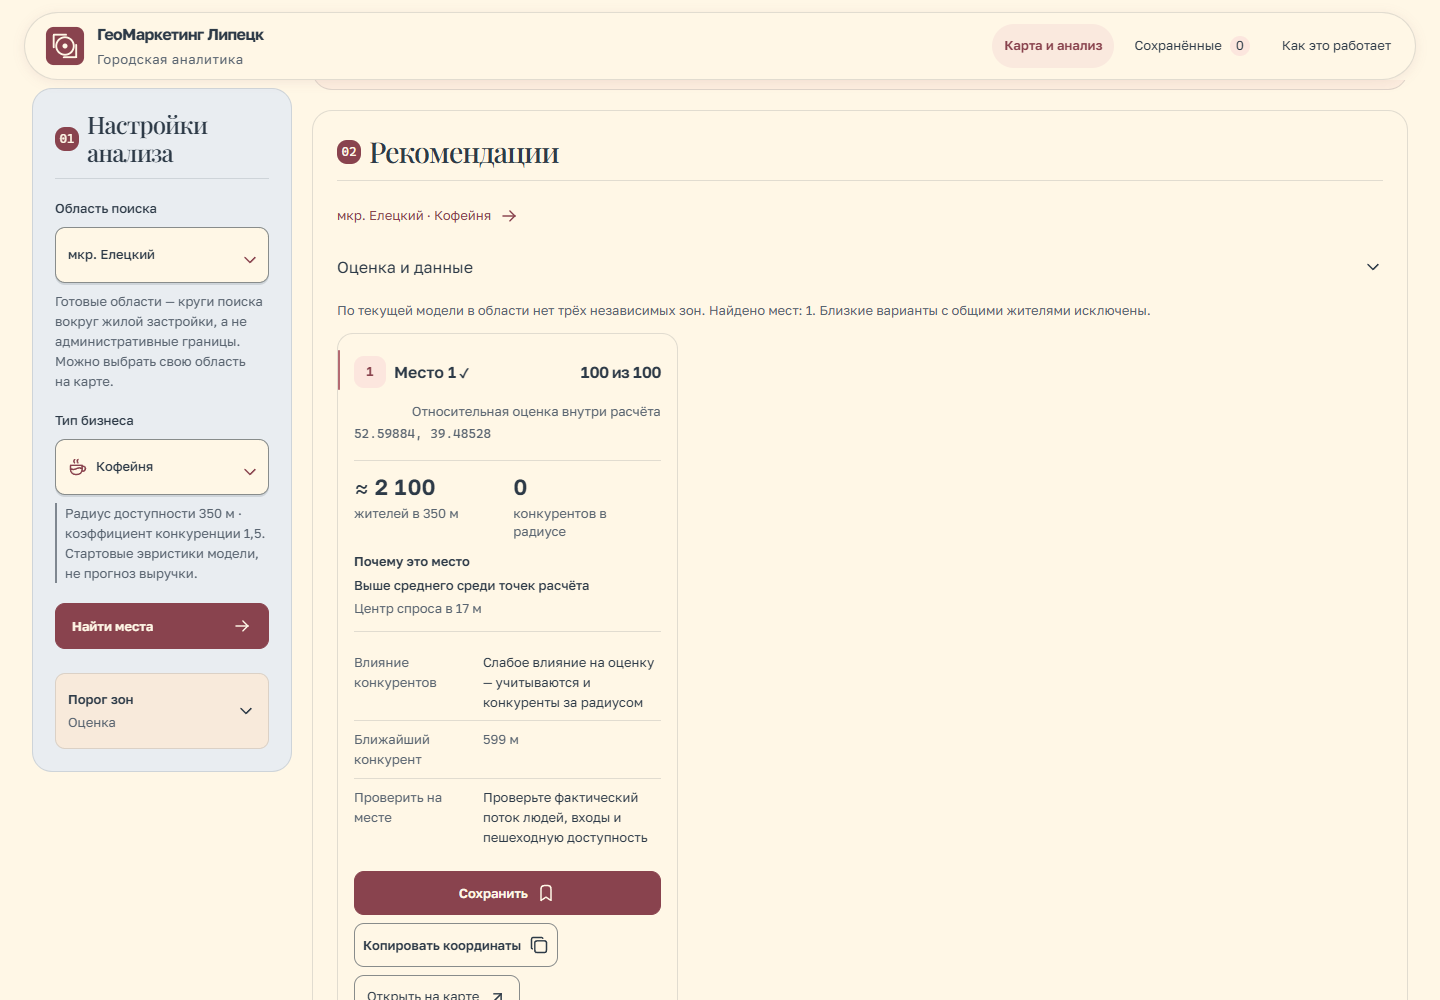 ГеоМаркетинг Липецк
Городская аналитика
Карта и анализ
Сохранённые 0
Как это работает
01 Настройки
анализа
Область поиска
мкр. Елецкий
Готовые области — круги поиска
вокруг жилой застройки, а не
административные границы.
Можно выбрать свою область
на карте.
Тип бизнеса
Кофейня
Радиус доступности 350 м ·
коэффициент конкуренции 1,5.
Стартовые эвристики модели,
не прогноз выручки.
Найти места
Порог зон
Оценка
02 Рекомендации
мкр. Елецкий · Кофейня
Оценка и данные
По текущей модели в области нет трёх независимых зон. Найдено мест: 1. Близкие варианты с общими жителями исключены.
1 Место 1 ✓ 100 из 100
Относительная оценка внутри расчёта
52.59884, 39.48528
≈ 2 100
жителей в 350 м
0
конкурентов в
радиусе
Почему это место
Выше среднего среди точек расчёта
Центр спроса в 17 м
Влияние
конкурентов
Слабое влияние на оценку
— учитываются и
конкуренты за радиусом
Ближайший
конкурент
599 м
Проверить на
месте
Проверьте фактический
поток людей, входы и
пешеходную доступность
Сохранить
Копировать координаты
Открыть на карте